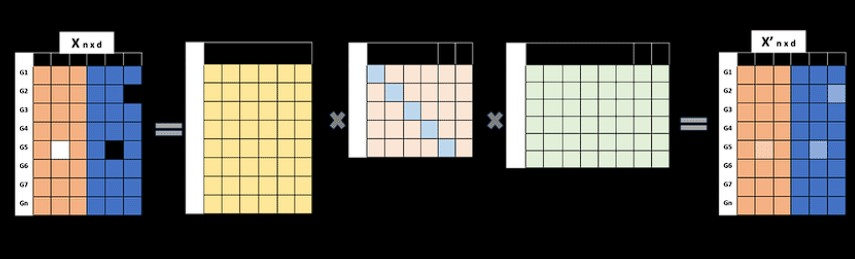 X n x d
G1
G2
G3
G4
G5
G6
G7
Gn
=
×
×
=
X' n x d
G1
G2
G3
G4
G5
G6
G7
Gn